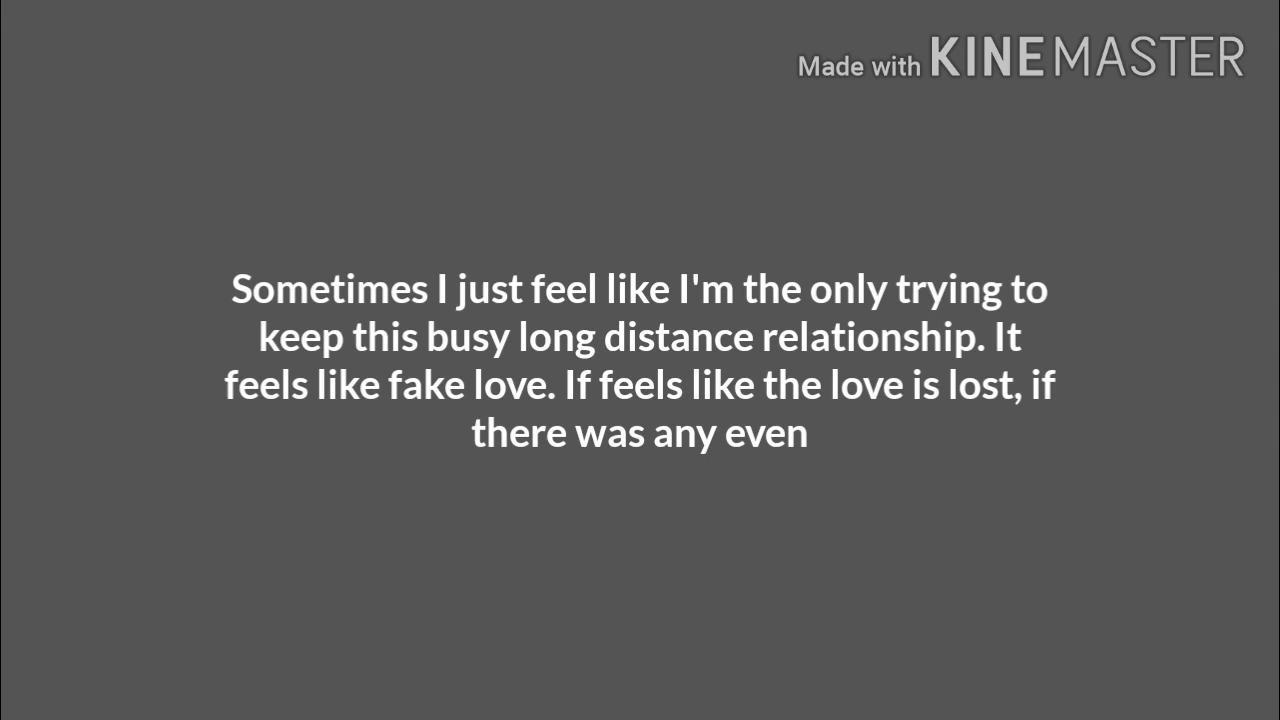 Made with KINEMASTER
Sometimes I just feel like I'm the only trying to
keep this busy long distance relationship. It
feels like fake love. If feels like the love is lost, if
there was any even